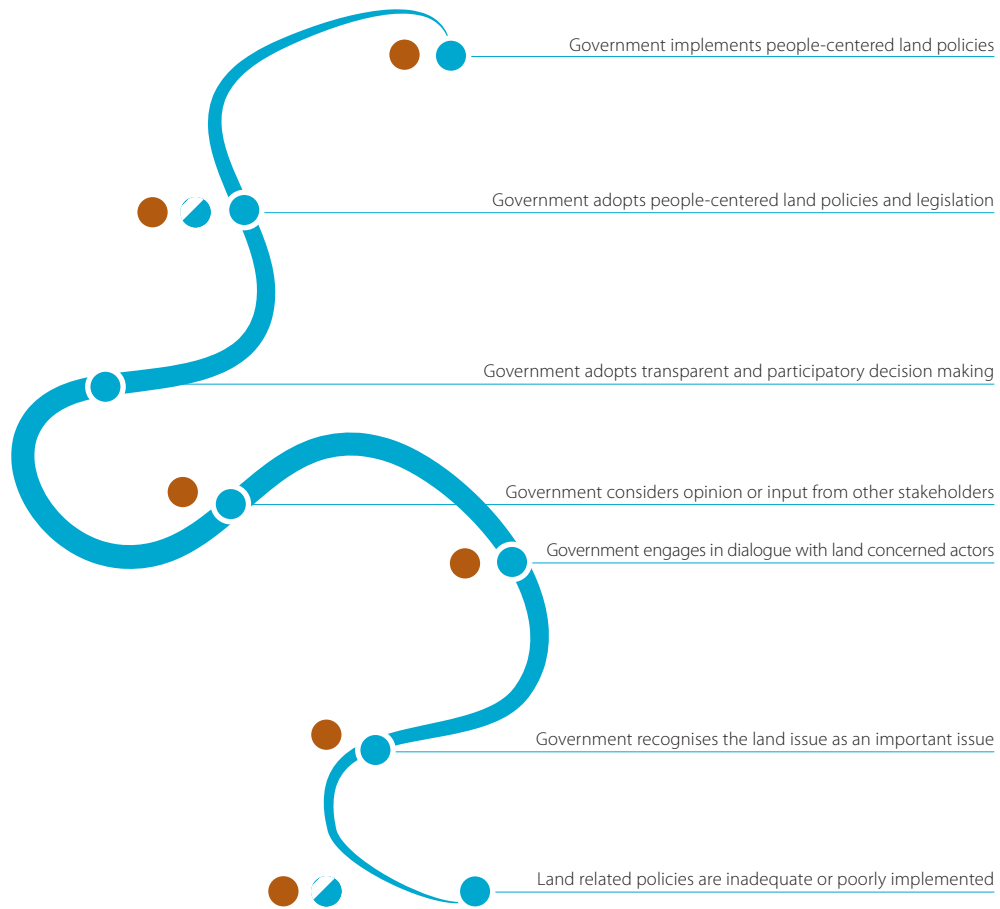 Government implements people-centered land policies
Government adopts people-centered land policies and legislation
Government adopts transparent and participatory decision making
Government considers opinion or input from other stakeholders
Government engages in dialogue with land concerned actors
Government recognises the land issue as an important issue
Land related policies are inadequate or poorly implemented